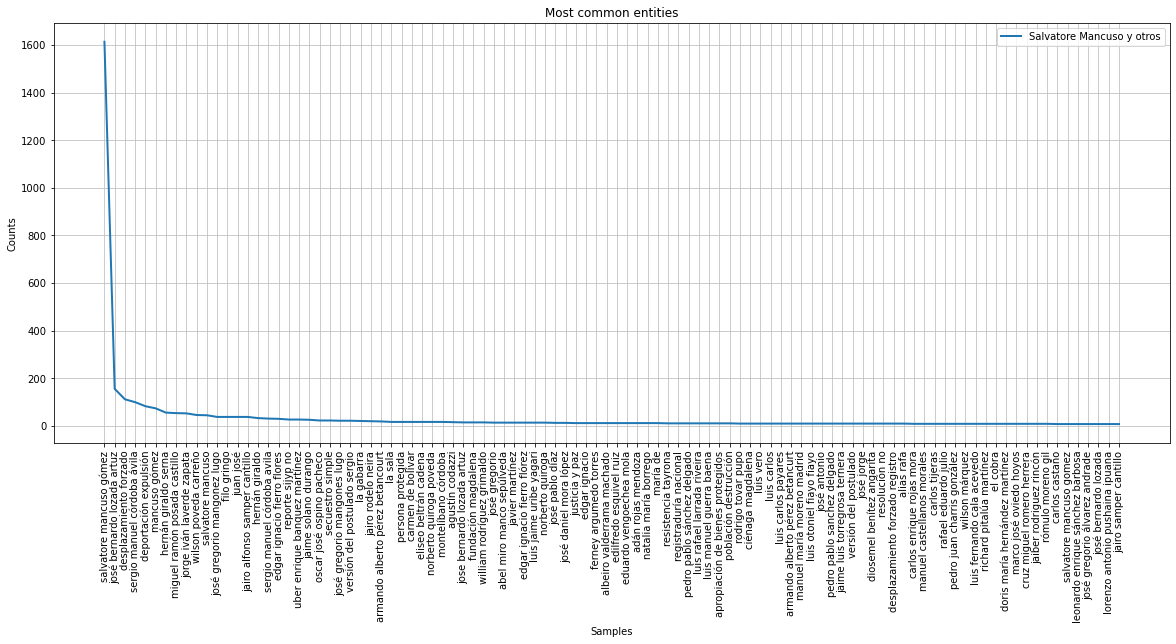 Most common entities
Salvatore Mancuso y otros
Counts
1600
1400
1200
1000
800
600
400
200
0
salvatore mancuso gómez
josé bernardo lozada artuz
desplazamiento forzado
sergio manuel córdoba ávila
deportación expulsión
mancuso gómez
hernán giraldo serna
miguel ramón posada castillo
jorge iván laverde zapata
wilson poveda carreño
salvatore mancuso
josé gregorio mangonez lugo
niño gringo
juan josé
jairo alfonso samper cantillo
hernán giraldo
sergio manuel córdoba avila
edgar ignacio fierro flores
reporte sijyp no
uber enrique banquez martínez
jaime solano durango
oscar josé ospino pacheco
secuestro simple
josé gregorio mangones lugo
versión del postulado sergio
la gabarra
jairo rodelo neira
armando alberto pérez betancourt
la sala
persona protegida
carmen de bolívar
eliseo beltrán cadena
norberto quiroga poveda
montelíbano córdoba
agustín codazzi
jose bernardo lozada artuz
fundación magdalena
william rodríguez grimaldo
josé gregorio
abel miro manco sepúlveda
javier martínez
edgar ignacio fierro flórez
luis jaime uribe yagarí
norberto quiroga
josé pablo díaz
josé daniel mira lópez
justicia y paz
edgar ignacio
ferney argumedo torres
albeiro valderrama machado
edilfredo esquivel ruiz
eduardo vengoechea mola
adán rojas mendoza
natalia marín barriga
maría de
resistencia tayrona
registraduría nacional
pedro pablo sánchez delgado
luis rafael larrada riveira
luis manuel guerra baena
apropiación de bienes protegidos
población destrucción
rodrigo tovar pupo
cienaga magdalena
luis vero
luis carlos
luis carlos payares
armando alberto pérez betancurt
manuel maría moreno madrid
luis otoniel fiayo fiayo
josé antonio
pedro pablo sanchez delgado
jaime luis torregrosa tesnera
versión del postulado
josé jorge
diosemel benítez angarita
resolucion no
desplazamiento forzado registro
alias rafa
carlos enrique rojas mora
manuel castellanos morales
carlos tijeras
rafael eduardo julio
pedro juan charos gonzález
wilson márquez
luis fernando cala acevedo
richard pitalúa martínez
el cobra
doris maría hernández martínez
marco josé oviedo hoyos
cruz miguel romero herrera
jaiber rodríguez rincón
rómulo moreno gil
carlos castaño
salvatore mancuso gomez
leonardo enrique sánchez barbosa
josé gregorio álvarez andrade
josé bernardo lozada
lorenzo antonio pushaina ipuana
jairo samper cantillo
Samples